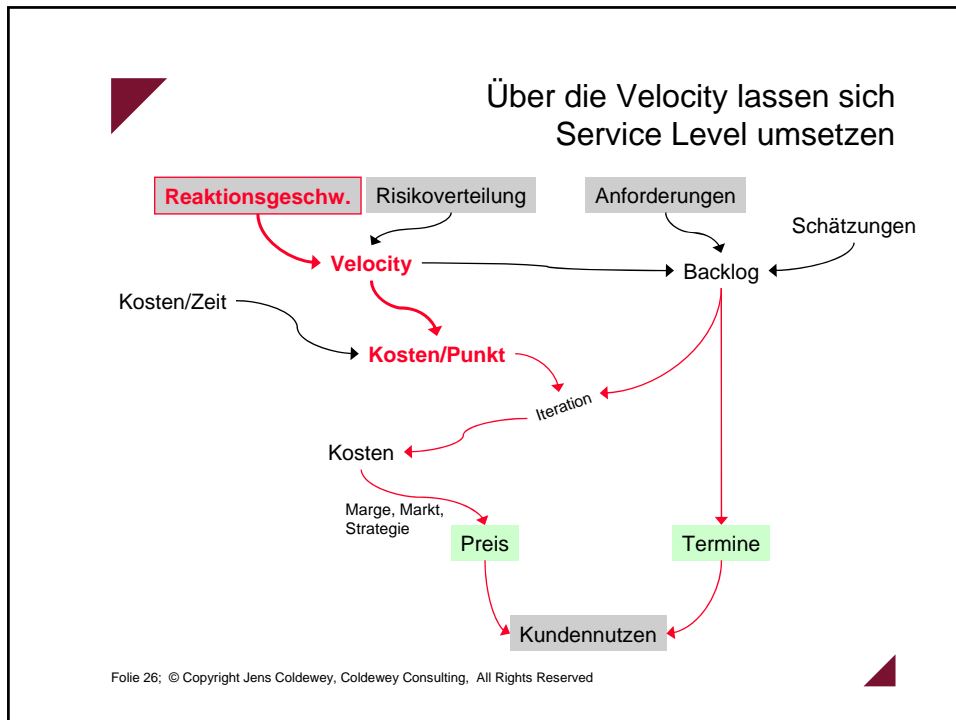 Über die Velocity lassen sich
Service Level umsetzen
Reaktionsgeschw.
Risikoverteilung
Anforderungen
Schätzungen
Velocity
Backlog
Kosten/Zeit
Kosten/Punkt
Iteration
Kosten
Marge, Markt,
Strategie
Preis
Termine
Kundennutzen
Folie 26; © Copyright Jens Coldewey, Coldewey Consulting, All Rights Reserved